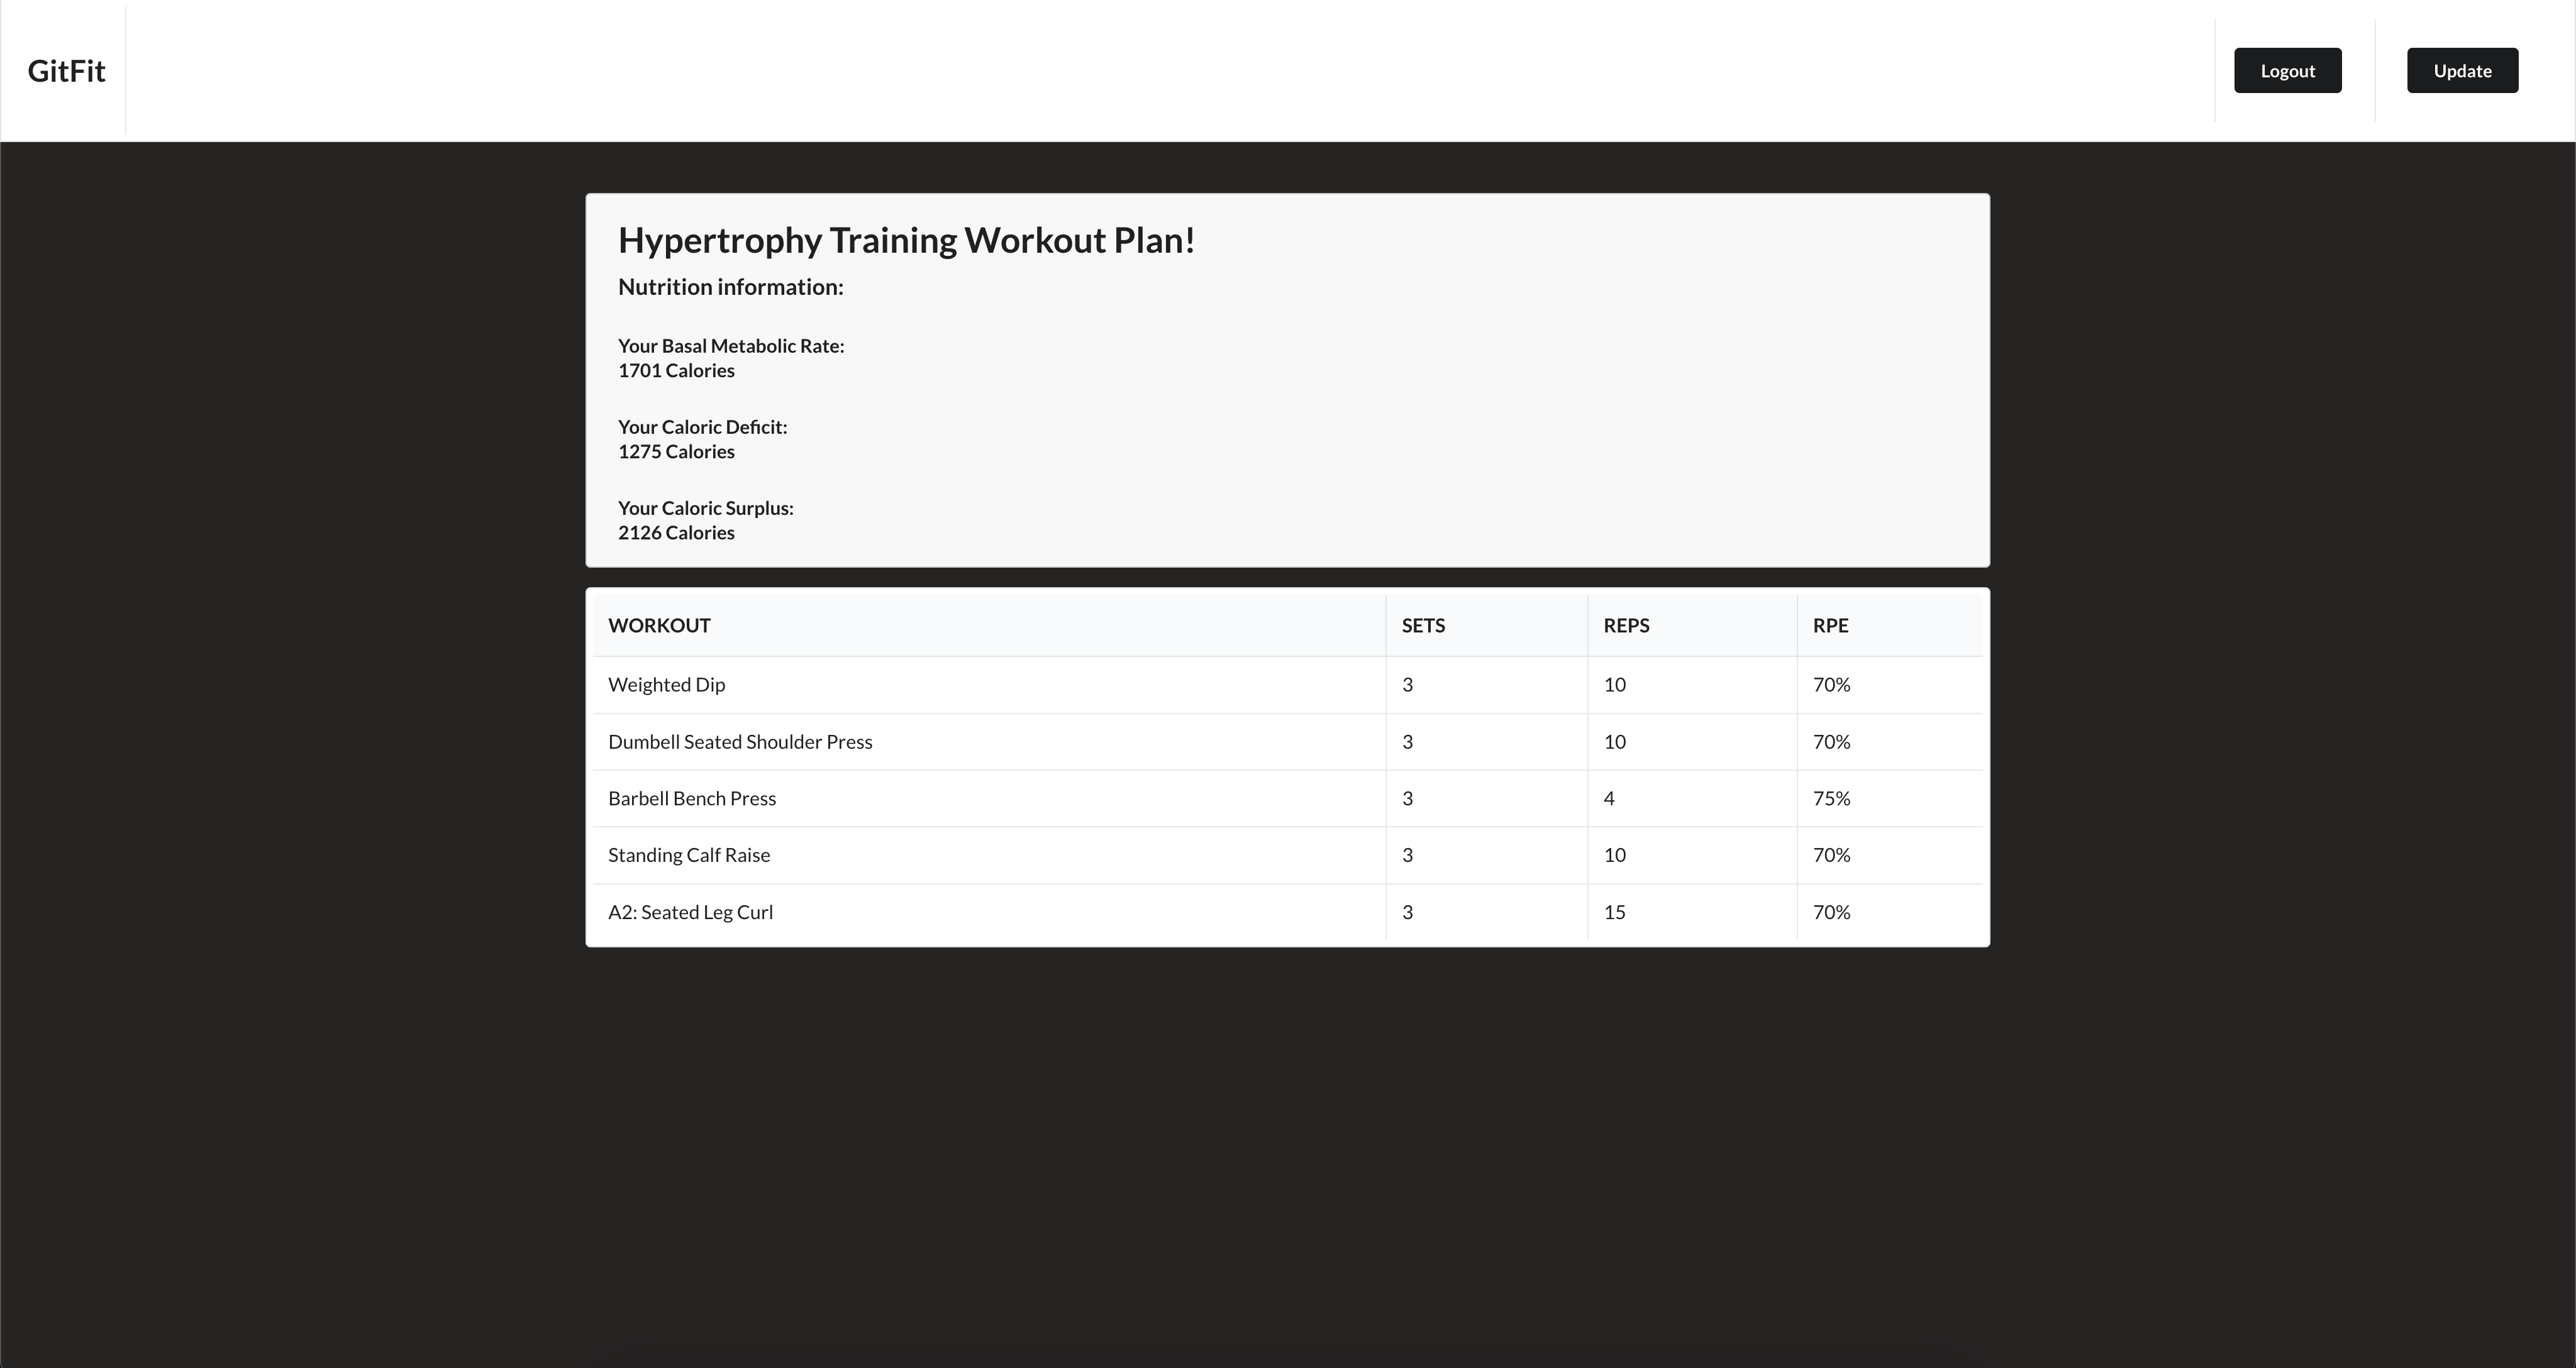 GitFit
Logout
Update
Hypertrophy Training Workout Plan!
Nutrition information:
Your Basal Metabolic Rate:
1701 Calories
Your Caloric Deficit:
1275 Calories
Your Caloric Surplus:
2126 Calories
WORKOUT SETS REPS RPE
Weighted Dip 3 10 70%
Dumbell Seated Shoulder Press 3 10 70%
Barbell Bench Press 3 4 75%
Standing Calf Raise 3 10 70%
A2: Seated Leg Curl 3 15 70%